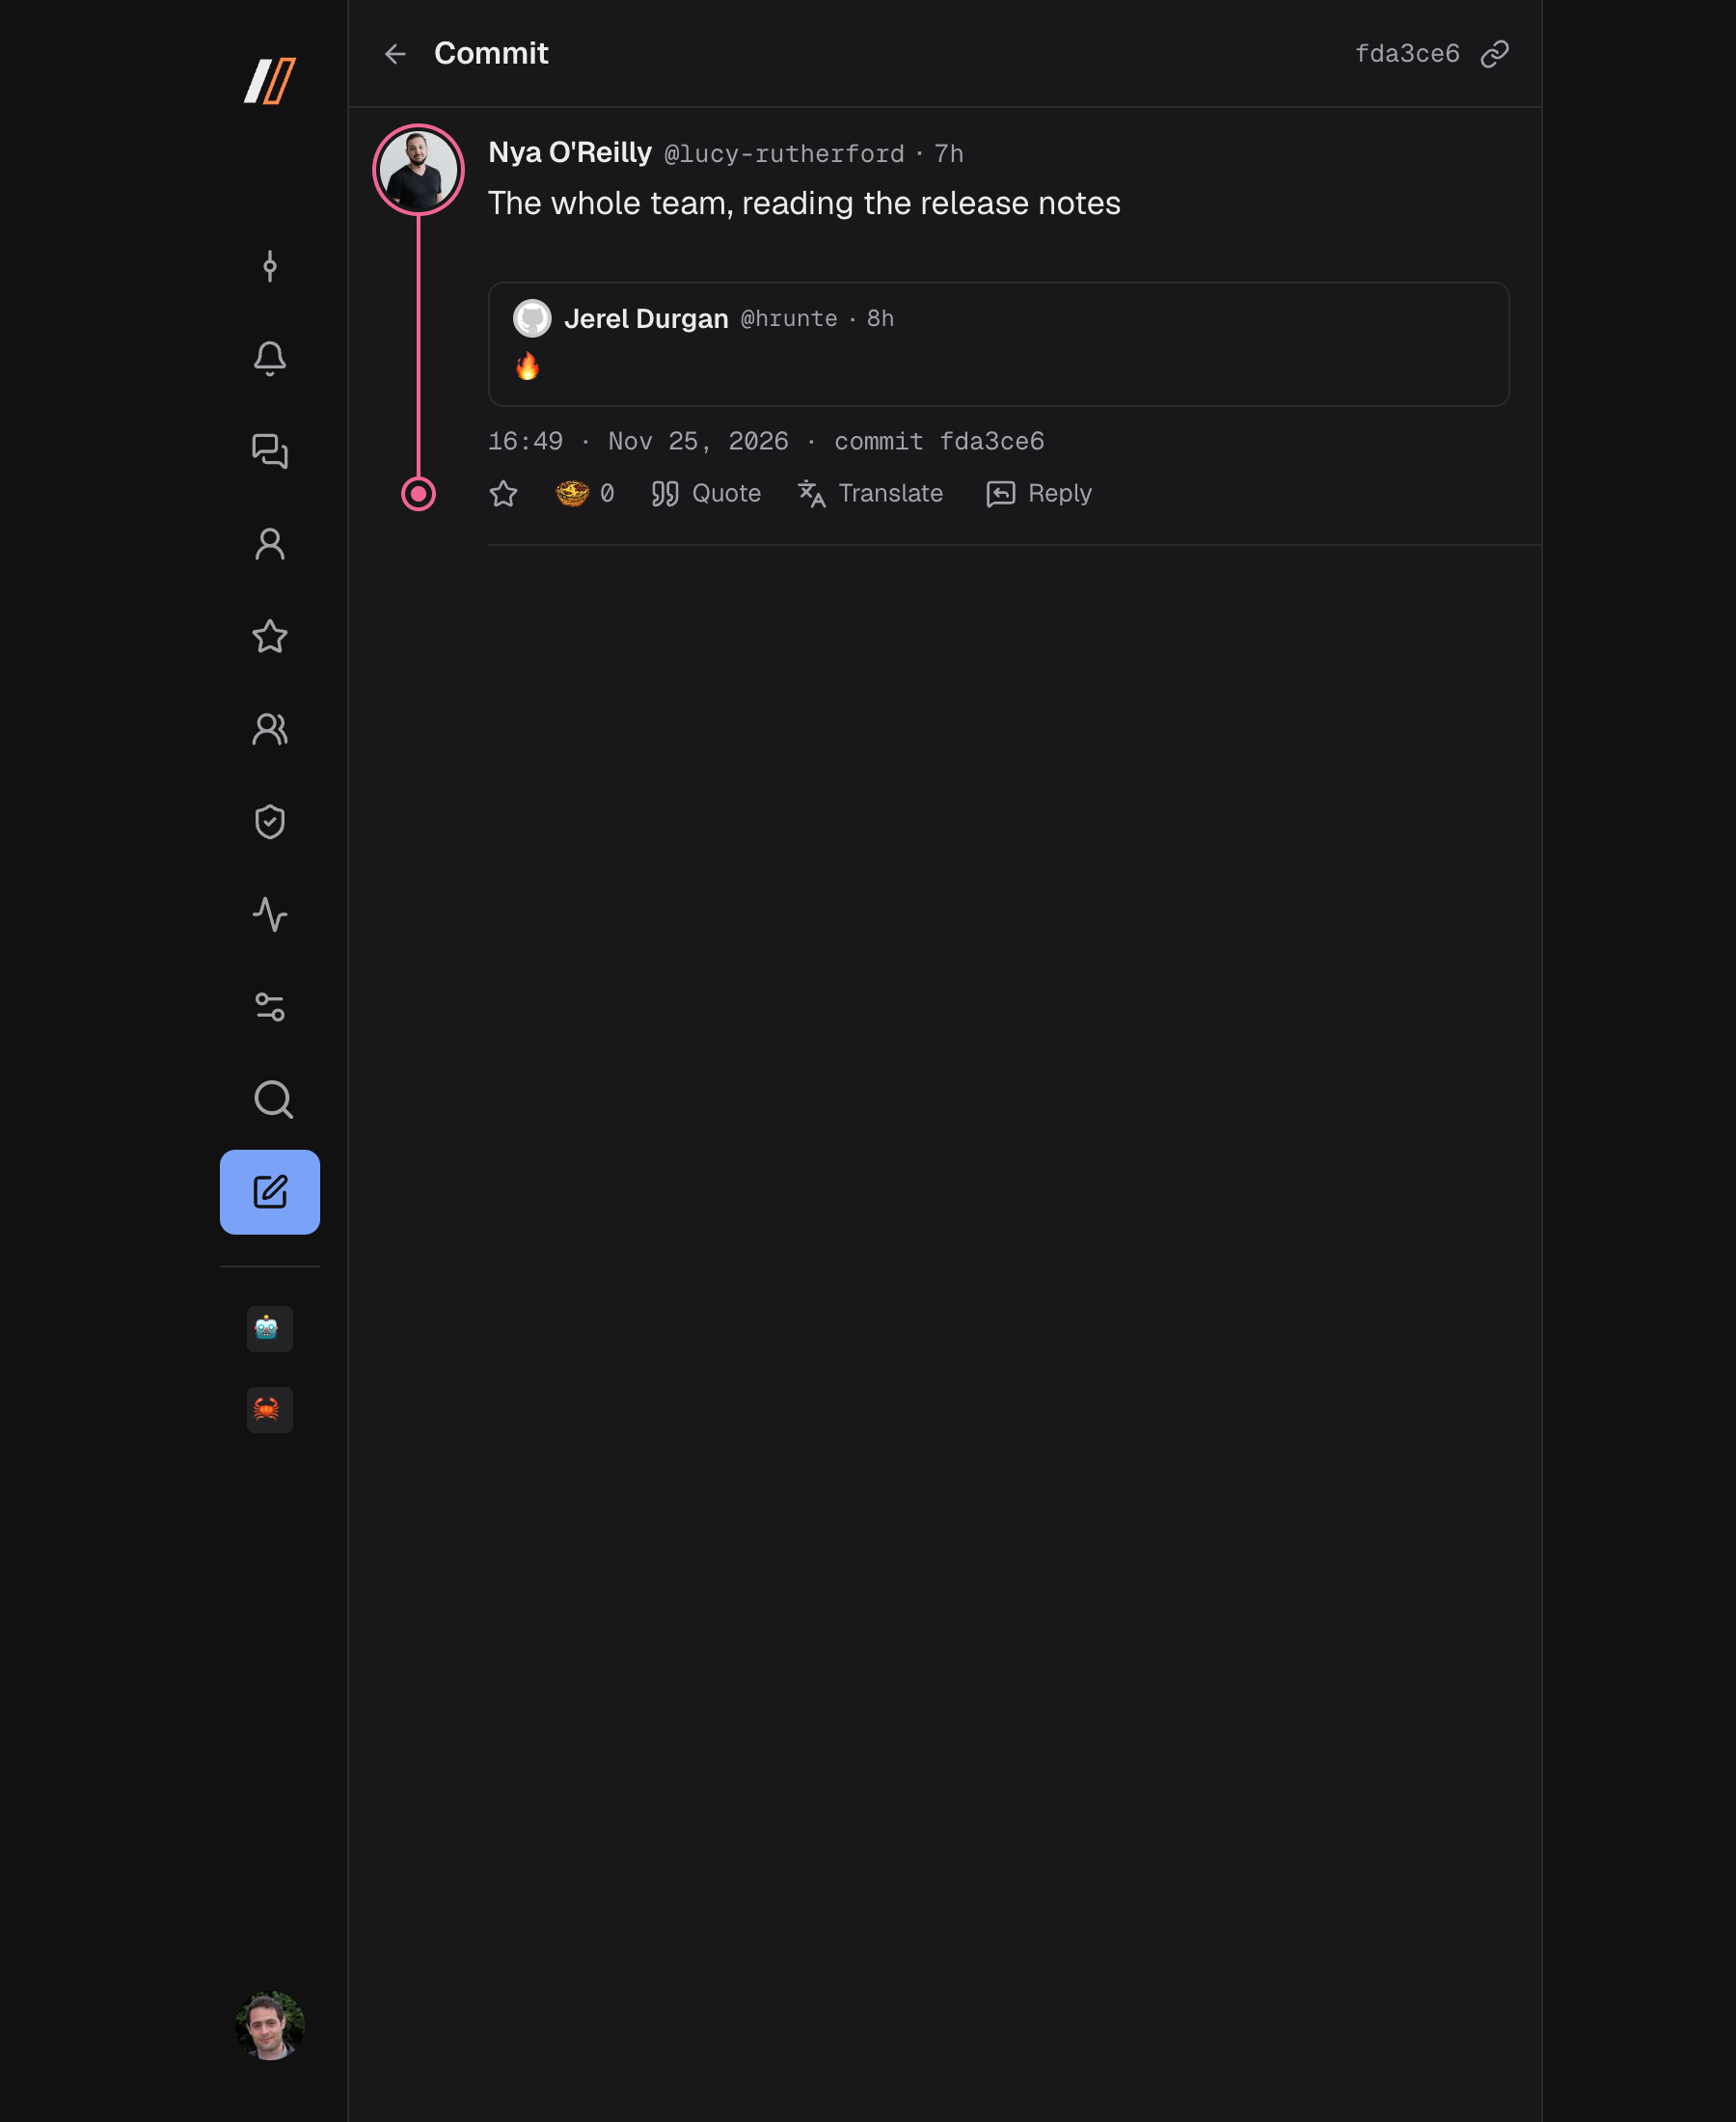 Commit
fda3ce6
Nya O'Reilly @lucy-rutherford · 7h
The whole team, reading the release notes
Jerel Durgan @hrunte · 8h
🔥
16:49 · Nov 25, 2026 · commit fda3ce6
0 Quote Translate Reply